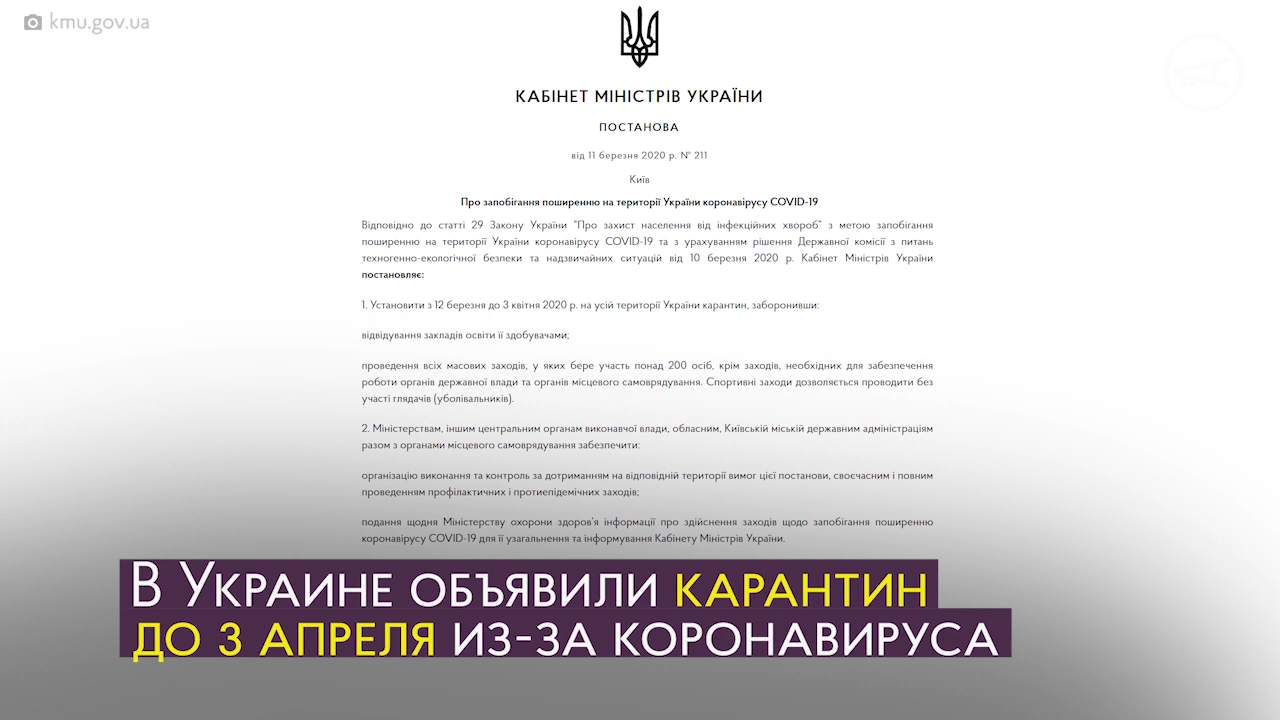 kmu.gov.ua
КАБІНЕТ МІНІСТРІВ УКРАЇНИ
ПОСТАНОВА
від 11 березня 2020 р. № 211
Київ
Про запобігання поширенню на території України коронавірусу COVID-19
Відповідно до статті 29 Закону України "Про захист населення від інфекційних хвороб" з метою запобігання
поширенню на території України коронавірусу COVID-19 та з урахуванням рішення Державної комісії з питань
техногенно-екологічної безпеки та надзвичайних ситуацій від 10 березня 2020 р. Кабінет Міністрів України
постановляє:
1. Установити з 12 березня до 3 квітня 2020 р. на усій території України карантин, заборонивши:
відвідування закладів освіти її здобувачами;
проведення всіх масових заходів, у яких бере участь понад 200 осіб, крім заходів, необхідних для забезпечення
роботи органів державної влади та органів місцевого самоврядування. Спортивні заходи дозволяється проводити без
участі глядачів (уболівальників).
2. Міністерствам, іншим центральним органам виконавчої влади, обласним, Київській міській державним адміністраціям
разом з органами місцевого самоврядування забезпечити:
організацію виконання та контроль за дотриманням на відповідній території вимог цієї постанови, своєчасним і повним
проведенням профілактичних і протиепідемічних заходів;
подання щодня Міністерству охорони здоров'я інформації про здійснення заходів щодо запобігання поширенню
коронавірусу COVID-19 для її узагальнення та інформування Кабінету Міністрів України.
В Украине объявили карантин
до 3 апреля из-за коронавируса